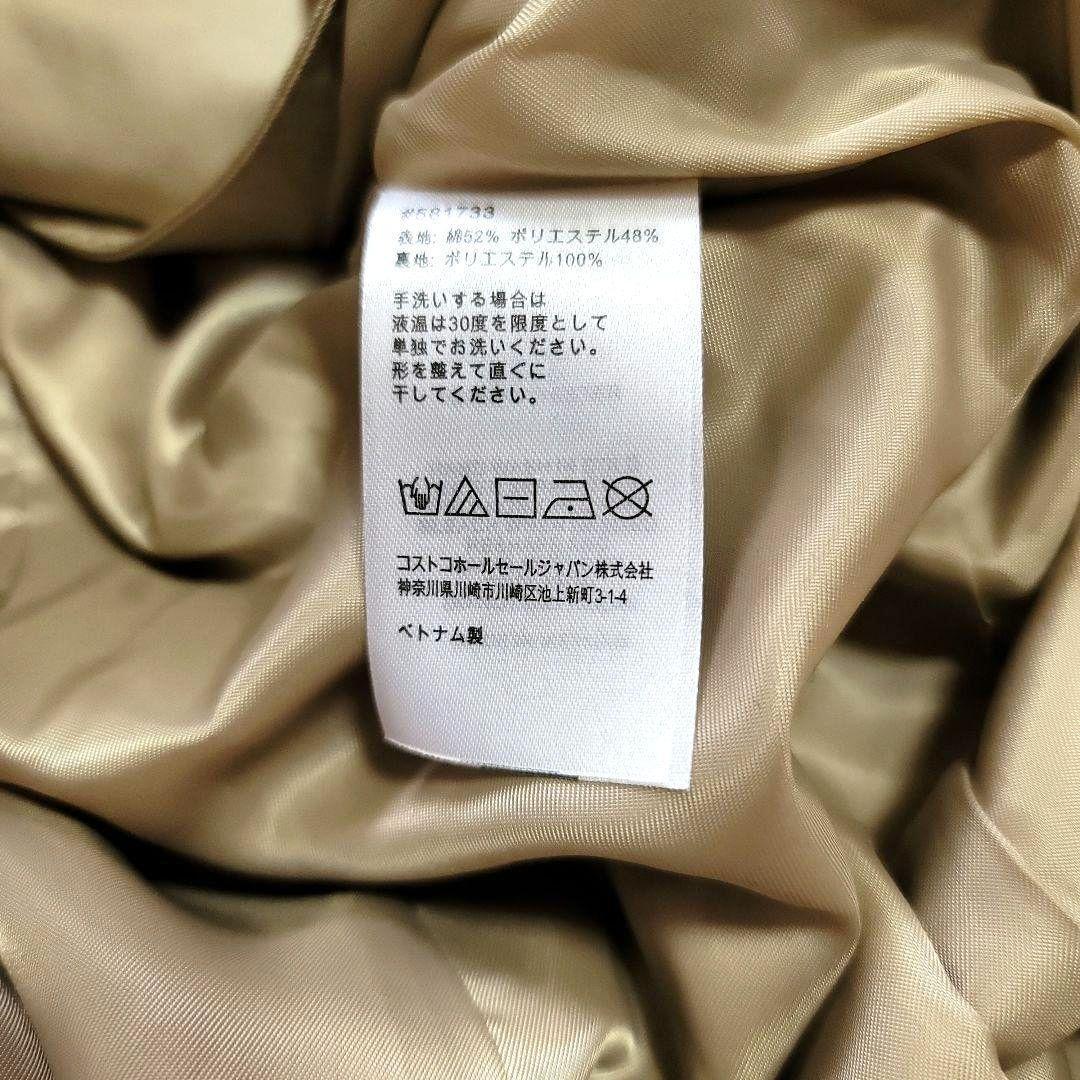 #581733
表地: 綿52% ポリエステル48%
裏地: ポリエステル100%
手洗いする場合は
液温は30度を限度として
単独でお洗いください。
形を整えて直ぐに
干してください。
コストコホールセールジャパン株式会社
神奈川県川崎市川崎区池上新町3-1-4
ベトナム製